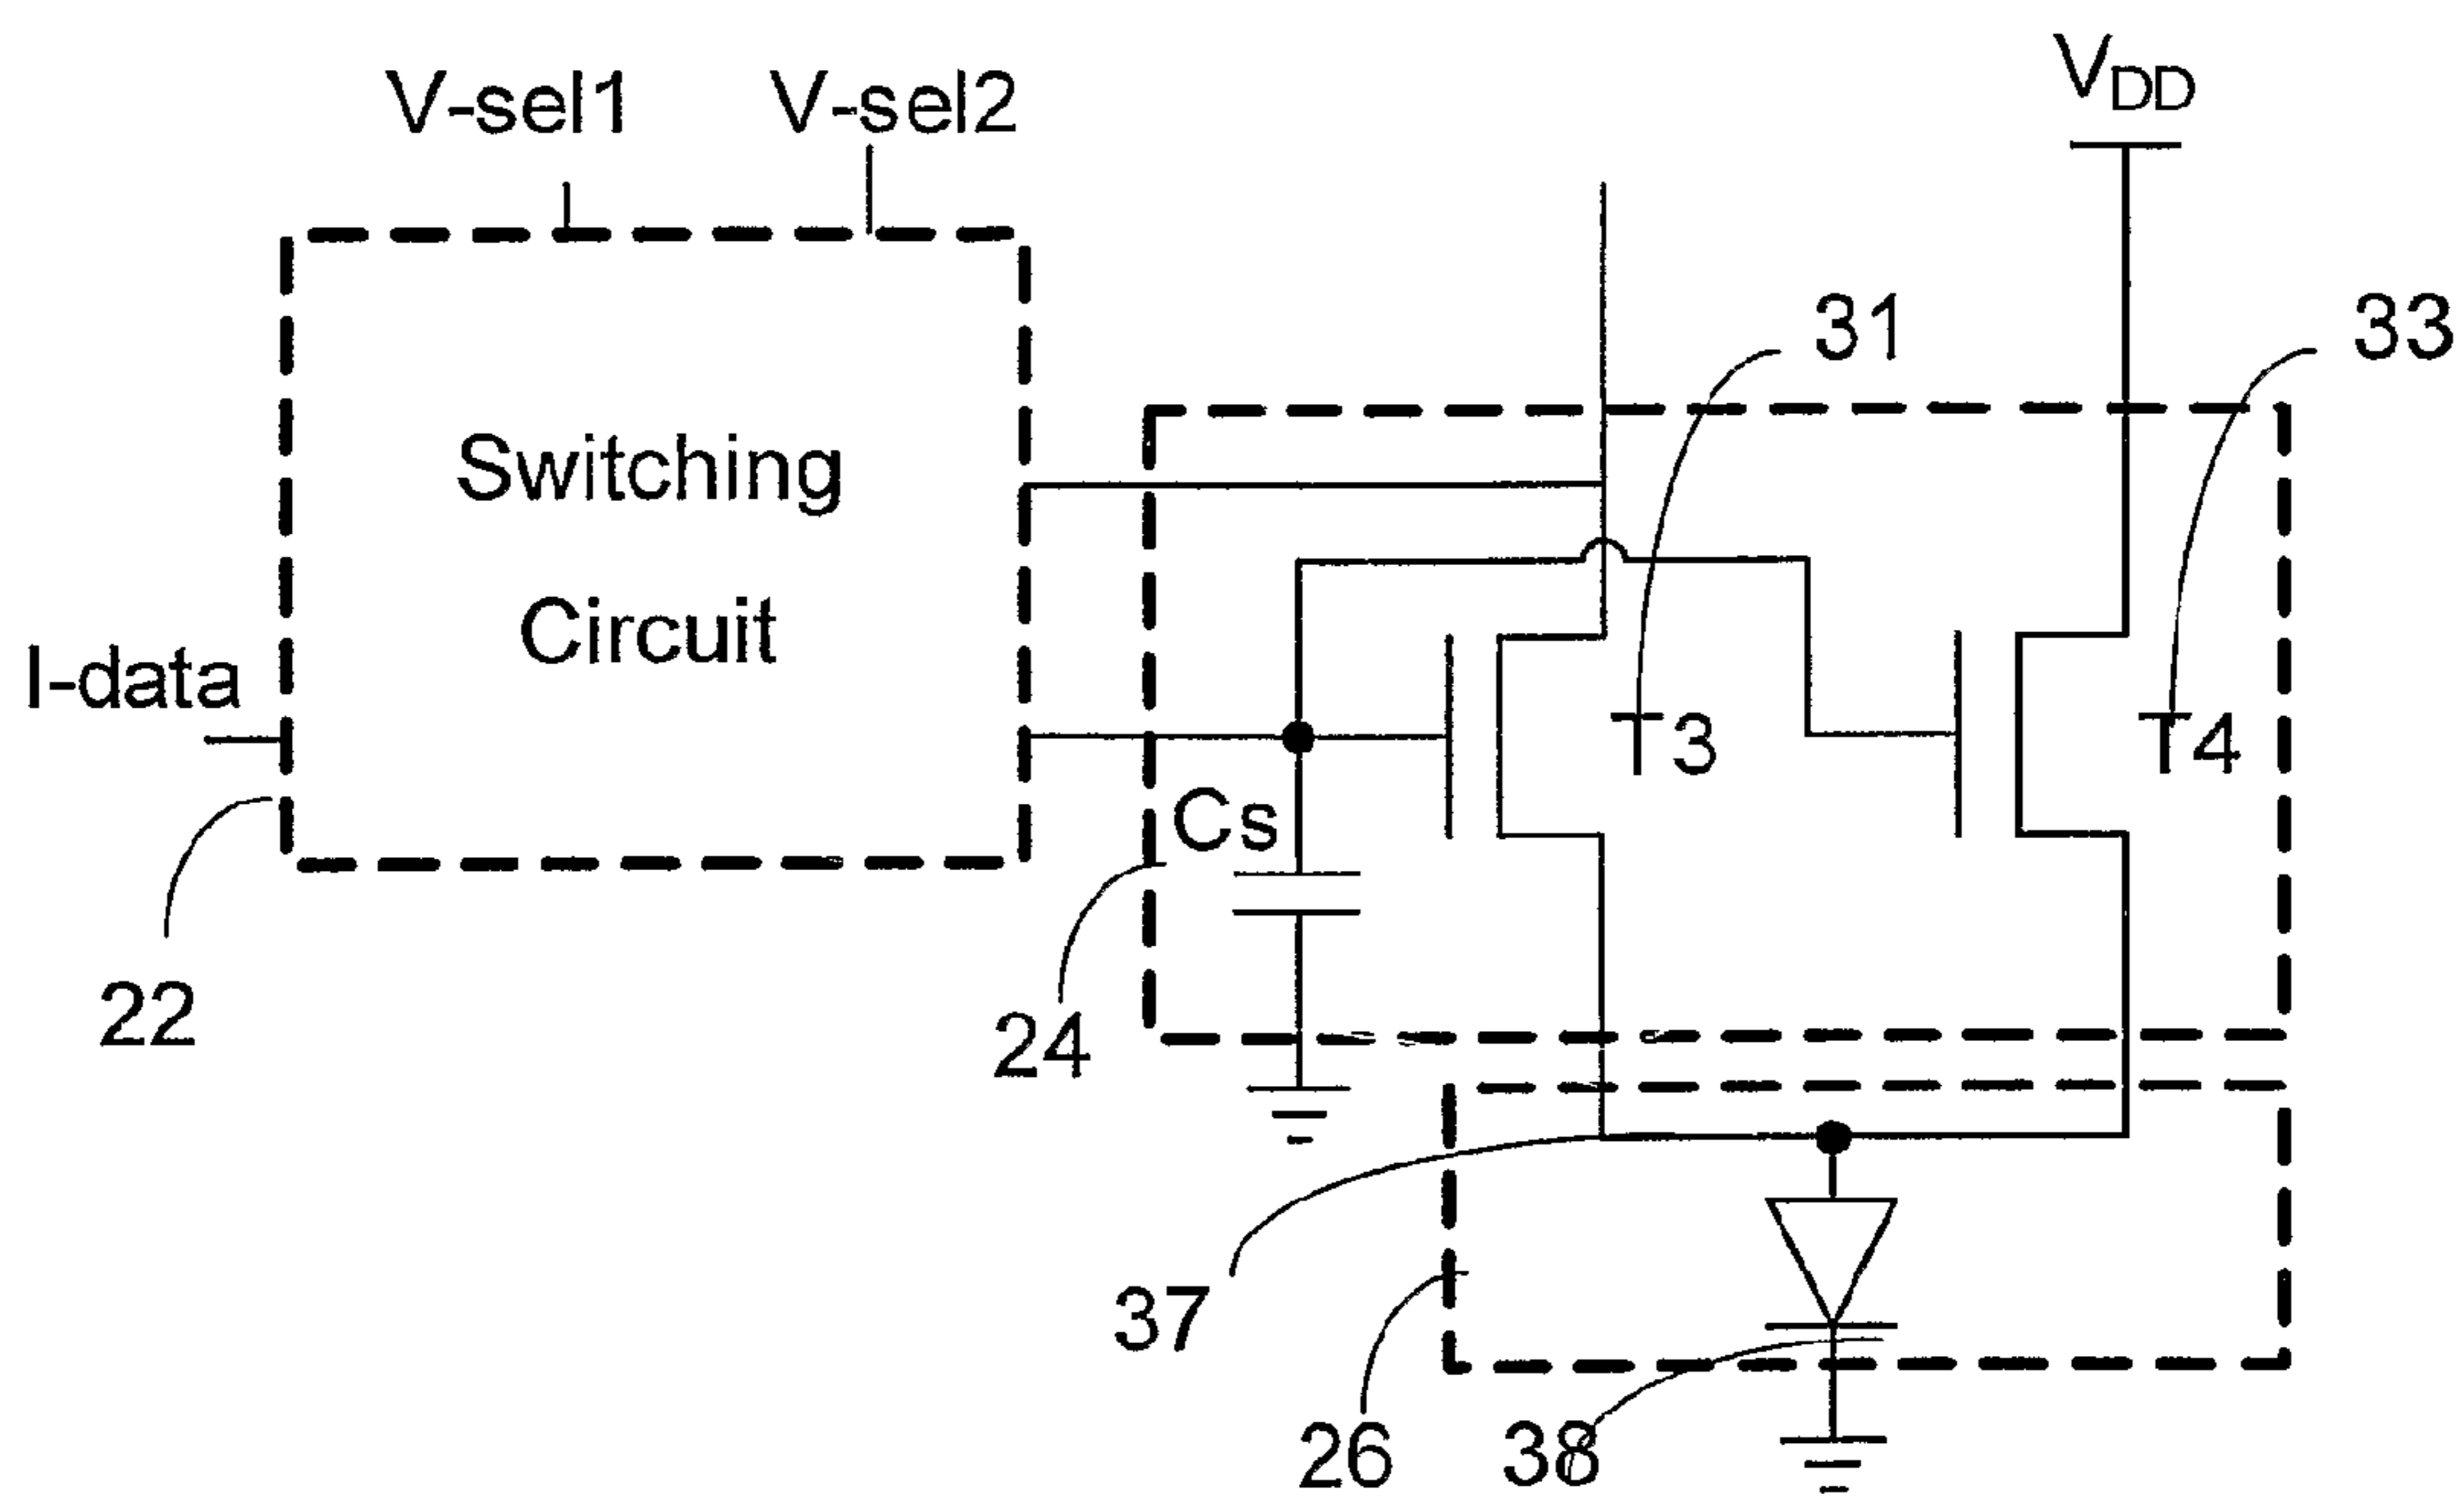 V-sel1
V-sel2
VDD
31
33
Switching
Circuit
I-data
T3
T4
Cs
22
24
37
26
38